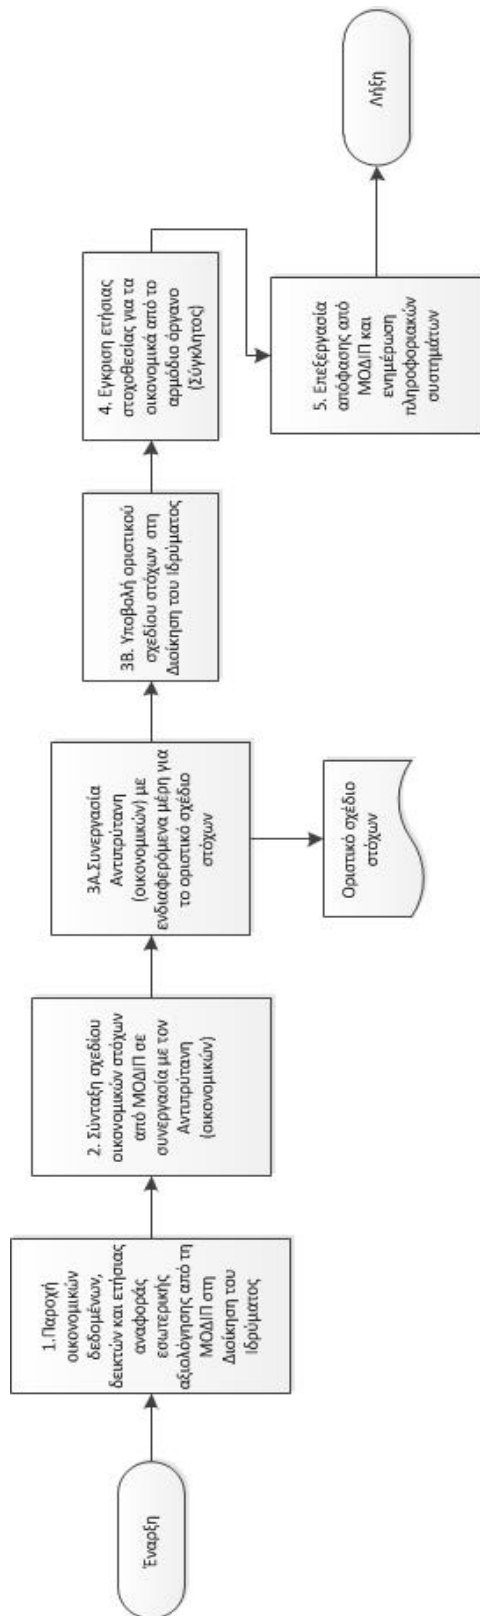 Έναρξη
1.Παροχή
οικονομικών
δεδομένων,
δεικτών και ετήσιας
αναφοράς
εσωτερικής
αξιολόγησης από τη
ΜΟΔΙΠ στη
Διοίκηση του
Ιδρύματος
2. Σύνταξη σχεδίου
οικονομικών στόχων
από ΜΟΔΙΠ σε
συνεργασία με τον
Αντιπρύτανη
(οικονομικών)
3Α.Συνεργασία
Αντιπρύτανη
(οικονομικών) με
ενδιαφερόμενα μέρη για
το οριστικό σχέδιο
στόχων
Οριστικό σχέδιο
στόχων
3Β. Υποβολή οριστικού
σχεδίου στόχων στη
Διοίκηση του Ιδρύματος
4. Εγκριση ετήσιας
στοχοθεσίας για τα
οικονομικά από το
αρμόδιο όργανο
(Σύγκλητος)
5. Επεξεργασία
απόφασης από
ΜΟΔΙΠ και
ενημέρωση
πληροφοριακών
συστημάτων
Λήξη